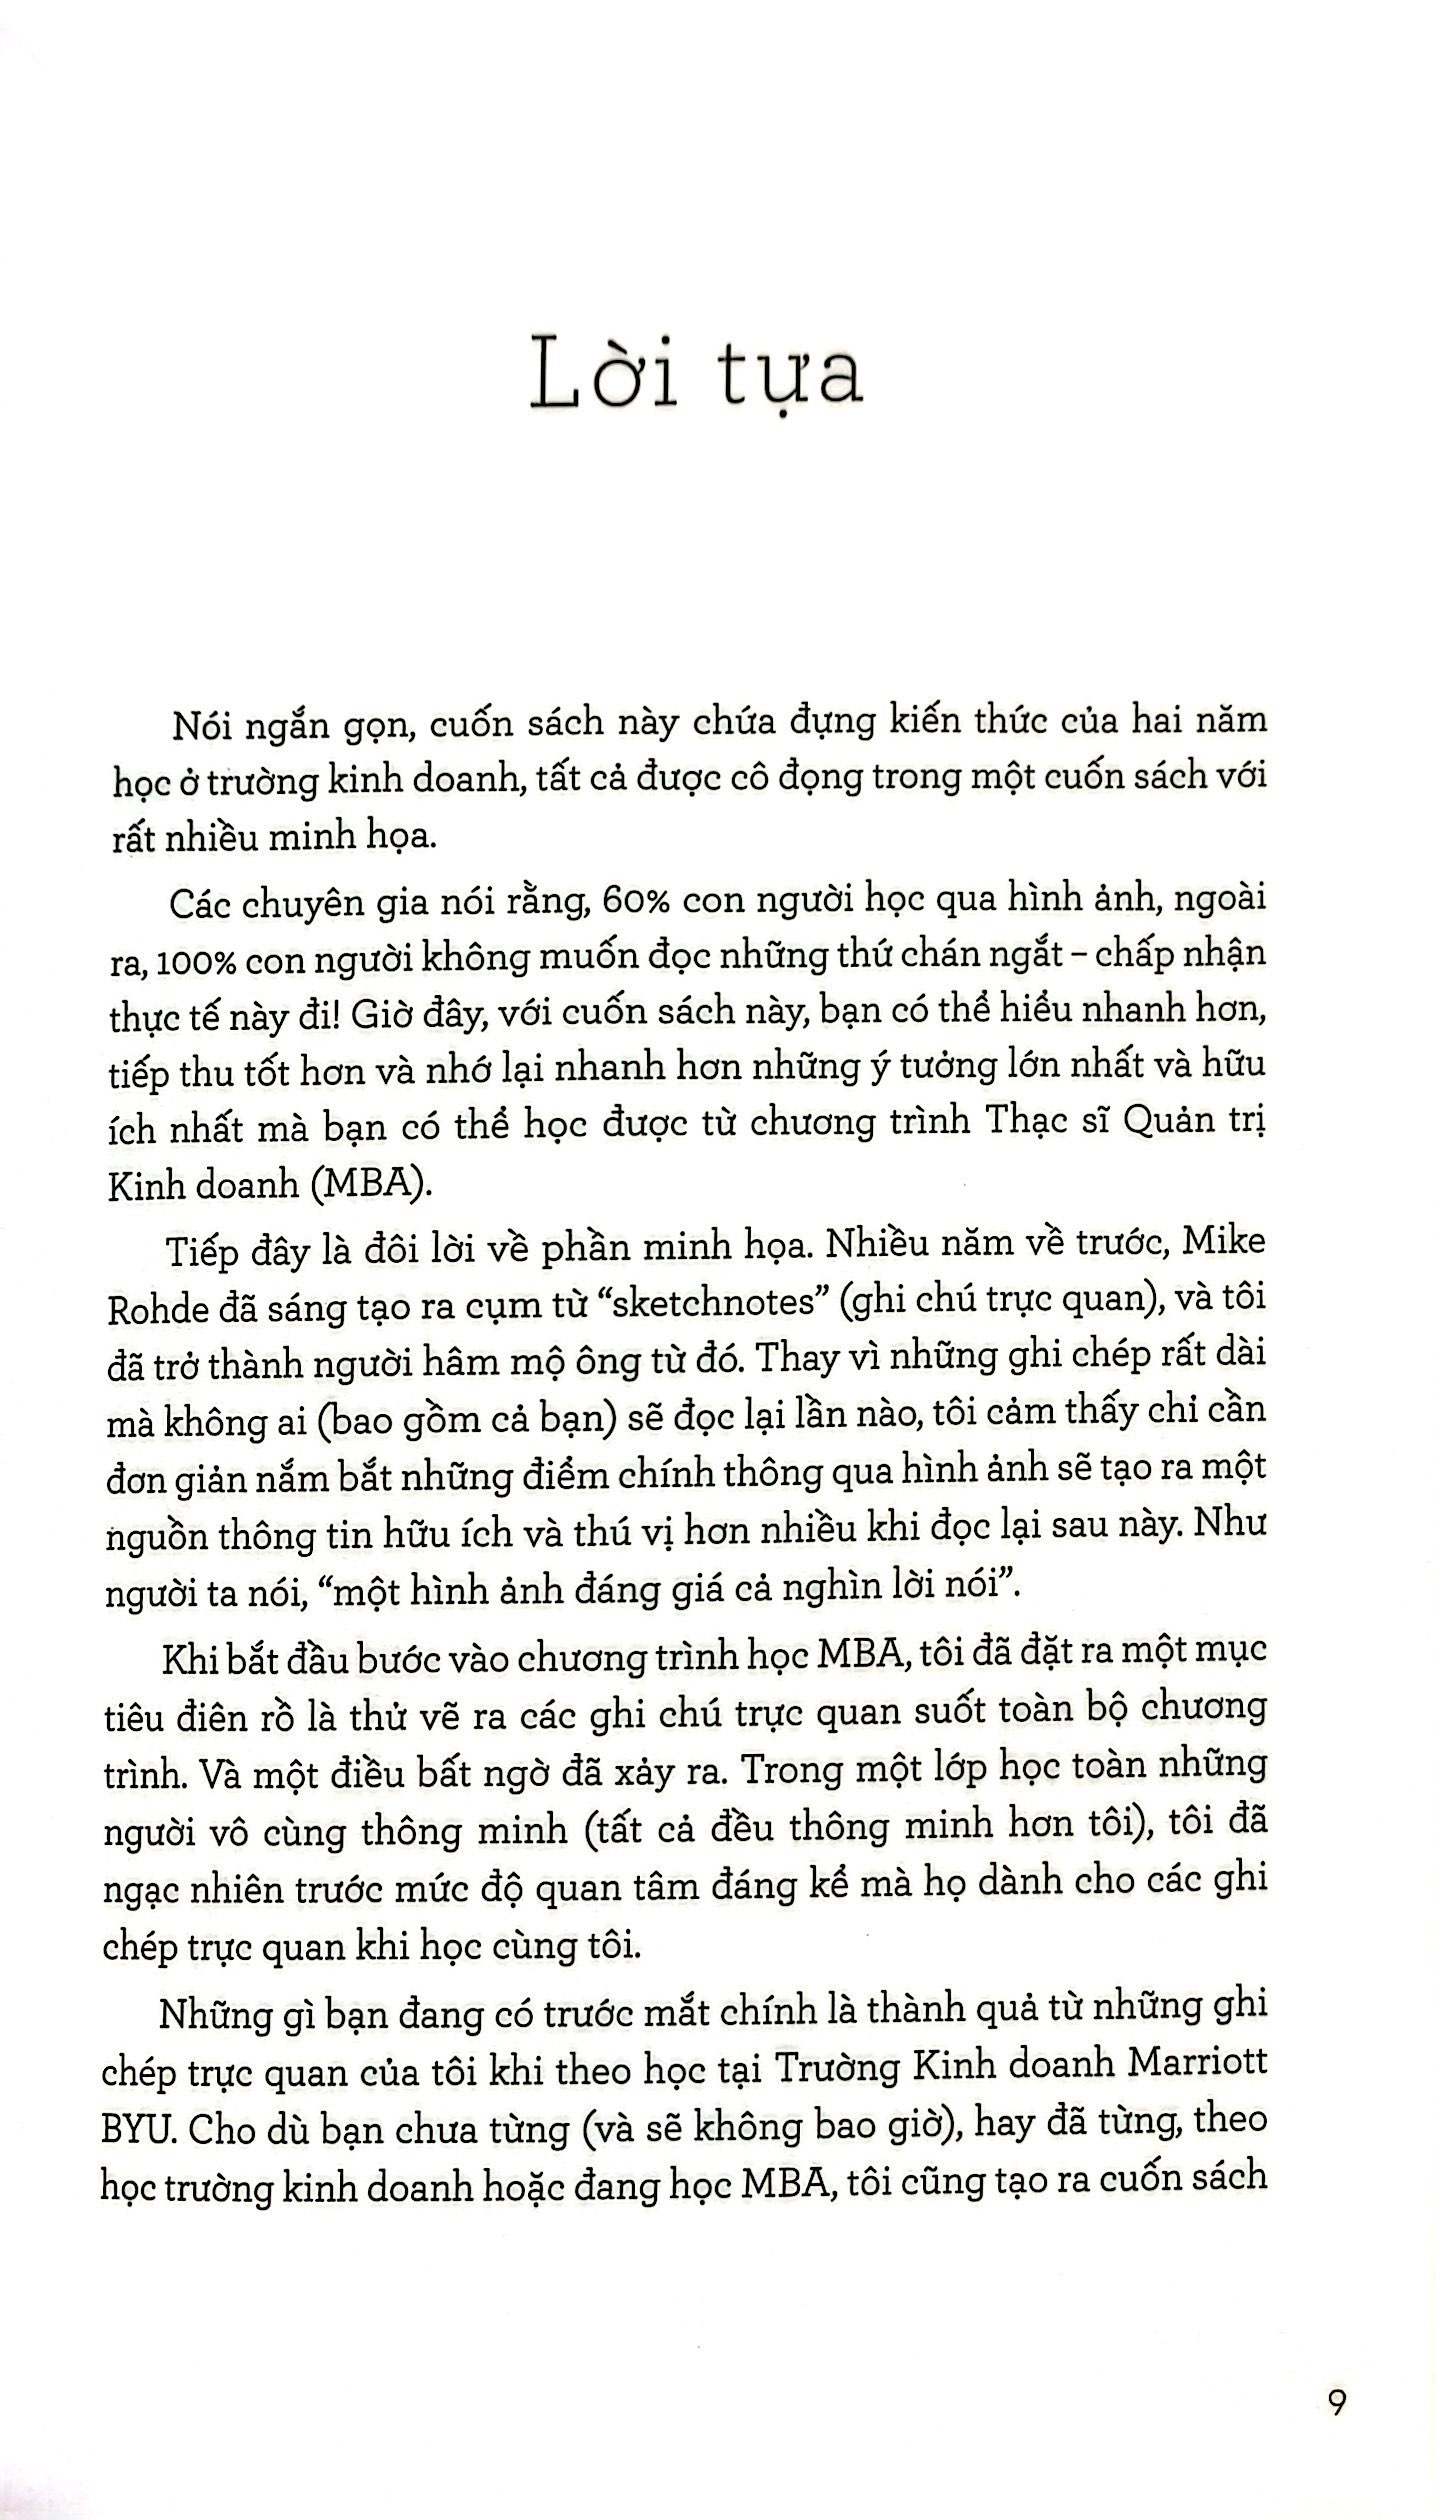 Lời tựa
Nói ngắn gọn, cuốn sách này chứa đựng kiến thức của hai năm
học ở trường kinh doanh, tất cả được cô đọng trong một cuốn sách với
rất nhiều minh họa.
Các chuyên gia nói rằng, 60% con người học qua hình ảnh, ngoài
ra, 100% con người không muốn đọc những thứ chán ngắt – chấp nhận
thực tế này đi! Giờ đây, với cuốn sách này, bạn có thể hiểu nhanh hơn,
tiếp thu tốt hơn và nhớ lại nhanh hơn những ý tưởng lớn nhất và hữu
ích nhất mà bạn có thể học được từ chương trình Thạc sĩ Quản trị
Kinh doanh (MBA).
Tiếp đây là đôi lời về phần minh họa. Nhiều năm về trước, Mike
Rohde đã sáng tạo ra cụm từ “sketchnotes” (ghi chú trực quan), và tôi
đã trở thành người hâm mộ ông từ đó. Thay vì những ghi chép rất dài
mà không ai (bao gồm cả bạn) sẽ đọc lại lần nào, tôi cảm thấy chỉ cần
đơn giản nắm bắt những điểm chính thông qua hình ảnh sẽ tạo ra một
nguồn thông tin hữu ích và thú vị hơn nhiều khi đọc lại sau này. Như
người ta nói, “một hình ảnh đáng giá cả nghìn lời nói”.
Khi bắt đầu bước vào chương trình học MBA, tôi đã đặt ra một mục
tiêu điên rồ là thử vẽ ra các ghi chú trực quan suốt toàn bộ chương
trình. Và một điều bất ngờ đã xảy ra. Trong một lớp học toàn những
người vô cùng thông minh (tất cả đều thông minh hơn tôi), tôi đã
ngạc nhiên trước mức độ quan tâm đáng kể mà họ dành cho các ghi
chép trực quan khi học cùng tôi.
Những gì bạn đang có trước mắt chính là thành quả từ những ghi
chép trực quan của tôi khi theo học tại Trường Kinh doanh Marriott
BYU. Cho dù bạn chưa từng (và sẽ không bao giờ), hay đã từng, theo
học trường kinh doanh hoặc đang học MBA, tôi cũng tạo ra cuốn sách
9